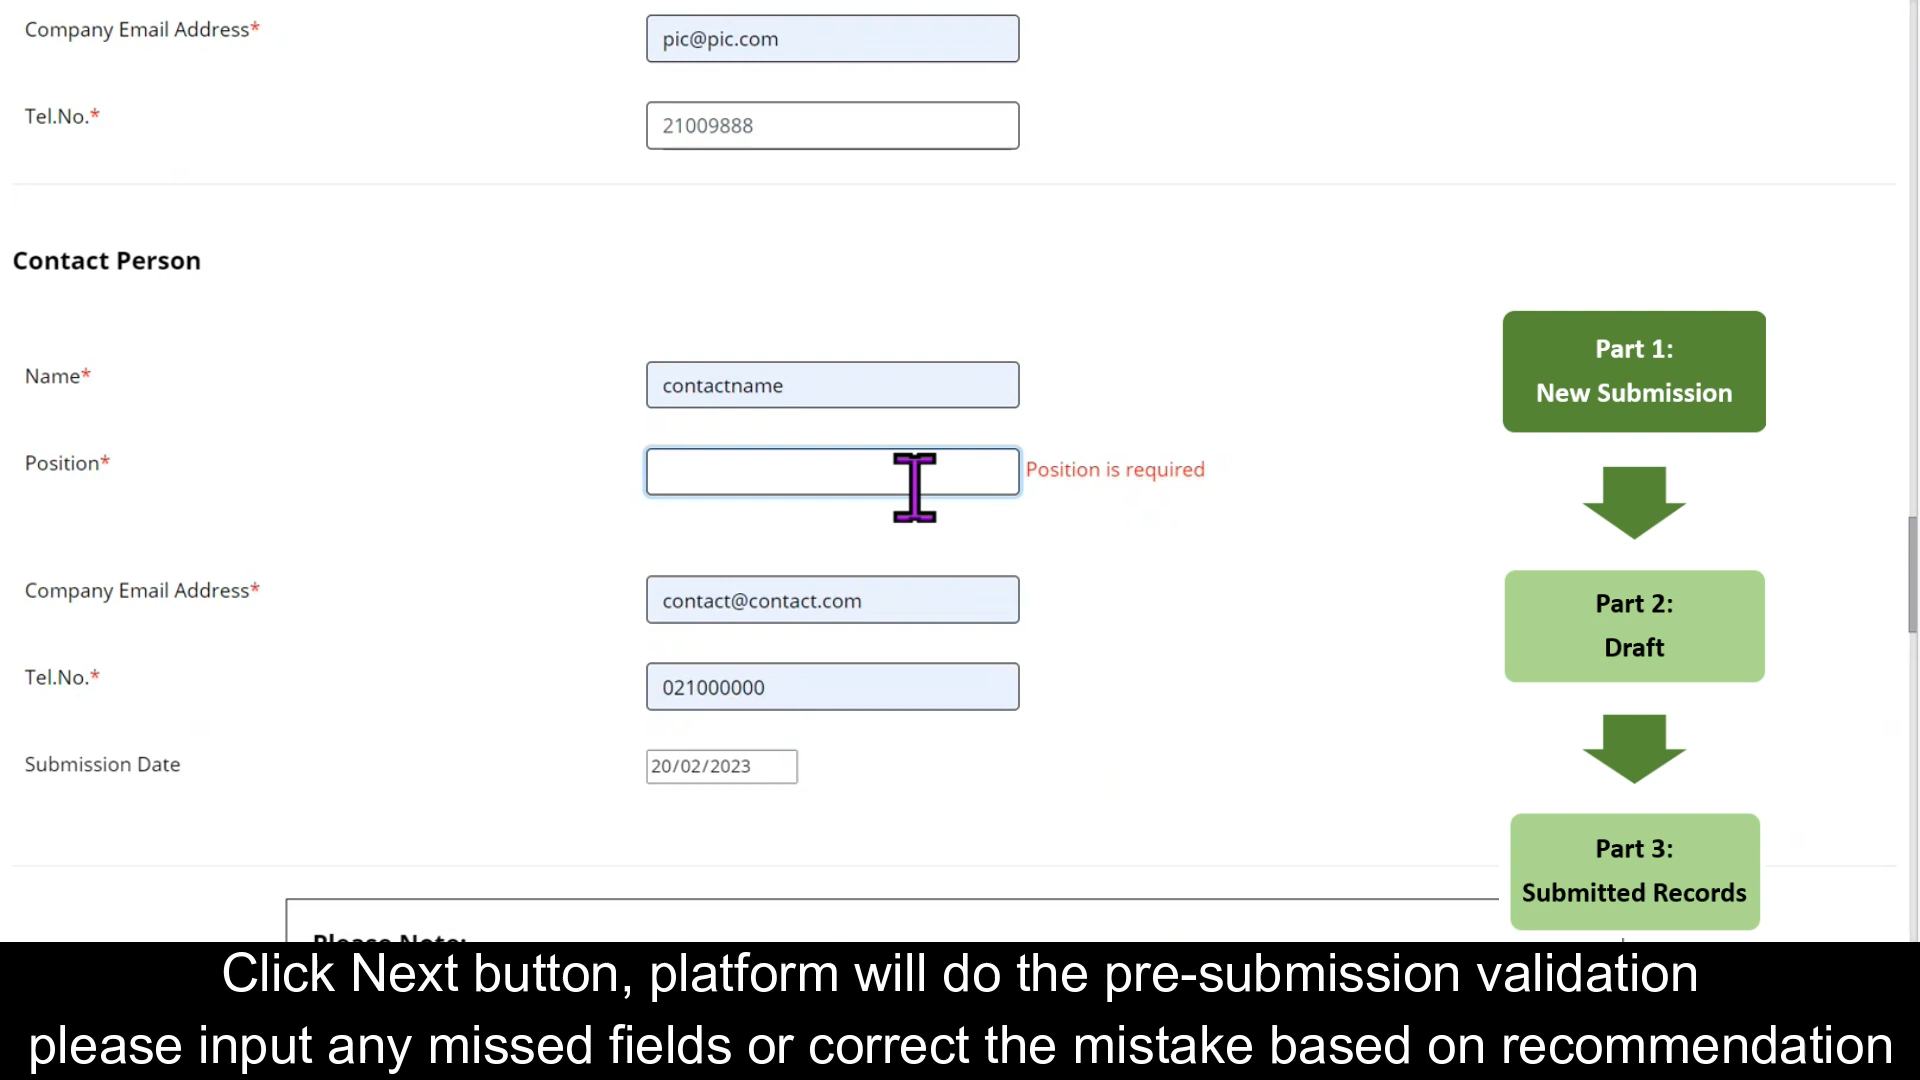 Company Email Address*
pic@pic.com
Tel.No.*
21009888
Contact Person
Name*
contactname
Position*
Position is required
Company Email Address*
contact@contact.com
Tel.No.*
021000000
Submission Date
20/02/2023
Please Note:
Part 1:
New Submission
Part 2:
Draft
Part 3:
Submitted Records
Click Next button, platform will do the pre-submission validation
please input any missed fields or correct the mistake based on recommendation